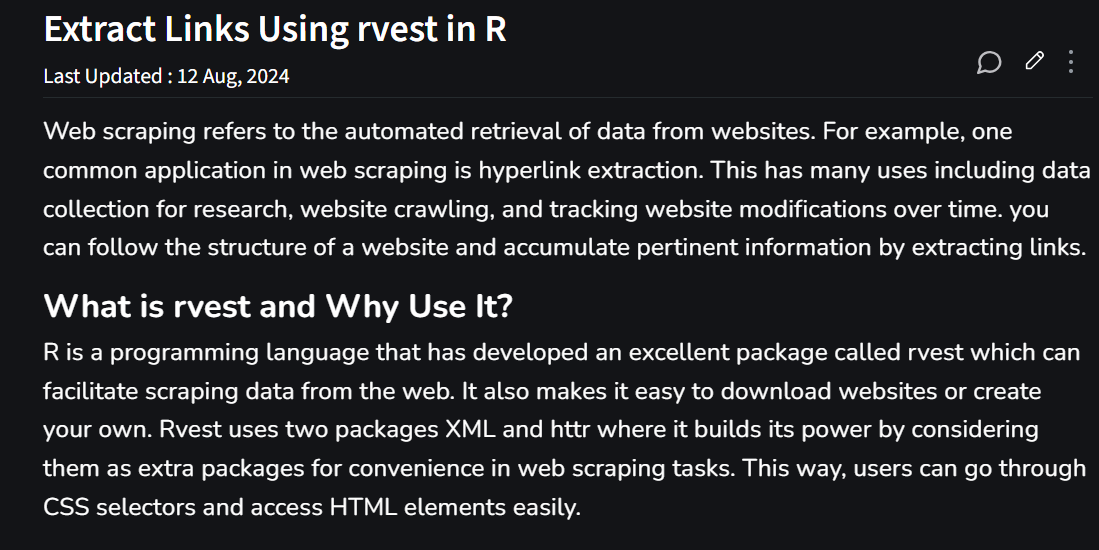 Extract Links Using rvest in R
Last Updated : 12 Aug, 2024
Web scraping refers to the automated retrieval of data from websites. For example, one
common application in web scraping is hyperlink extraction. This has many uses including data
collection for research, website crawling, and tracking website modifications over time. you
can follow the structure of a website and accumulate pertinent information by extracting links.
What is rvest and Why Use It?
R is a programming language that has developed an excellent package called rvest which can
facilitate scraping data from the web. It also makes it easy to download websites or create
your own. Rvest uses two packages XML and httr where it builds its power by considering
them as extra packages for convenience in web scraping tasks. This way, users can go through
CSS selectors and access HTML elements easily.